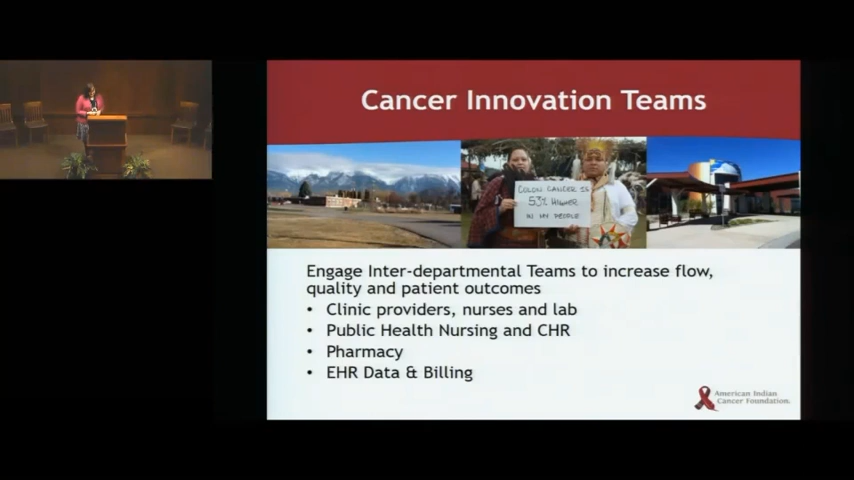 Cancer Innovation Teams
COLON CANCER IS
53% HIGHER
IN MY PEOPLE
Engage Inter-departmental Teams to increase flow,
quality and patient outcomes
• Clinic providers, nurses and lab
• Public Health Nursing and CHR
• Pharmacy
• EHR Data & Billing
American Indian
Cancer Foundation.